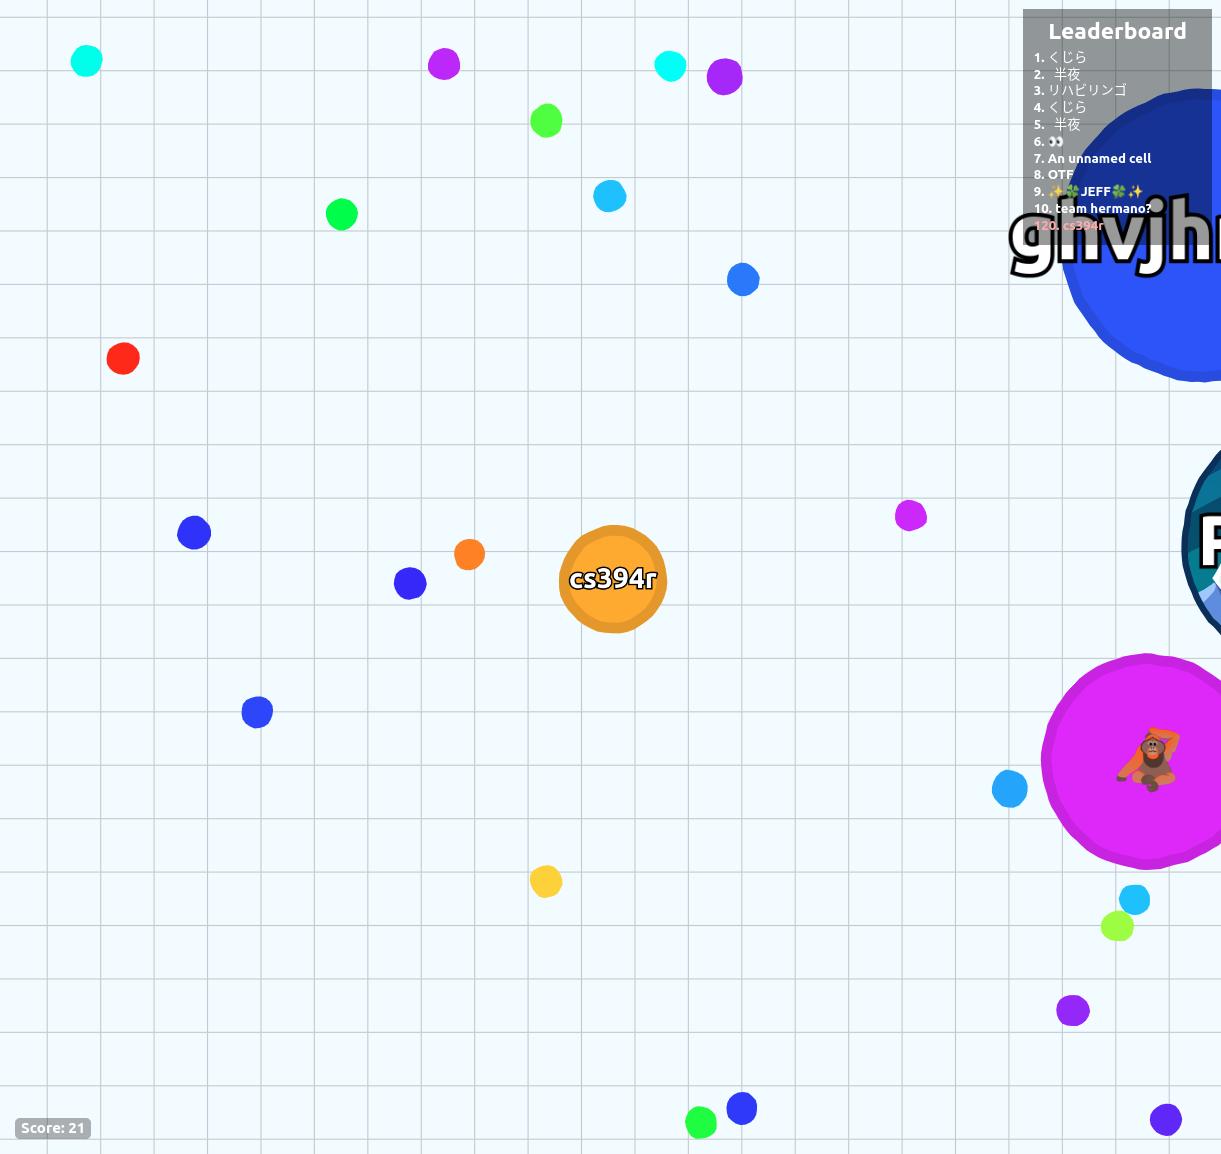 Leaderboard
1. くじら
2. 半夜
3. リハビリンゴ
4. くじら
5. 半夜
6. 👀
7. An unnamed cell
8. OTF
9. ✨🍀JEFF🍀✨
10. team hermano?
120. cs394r
cs394r
Score: 21